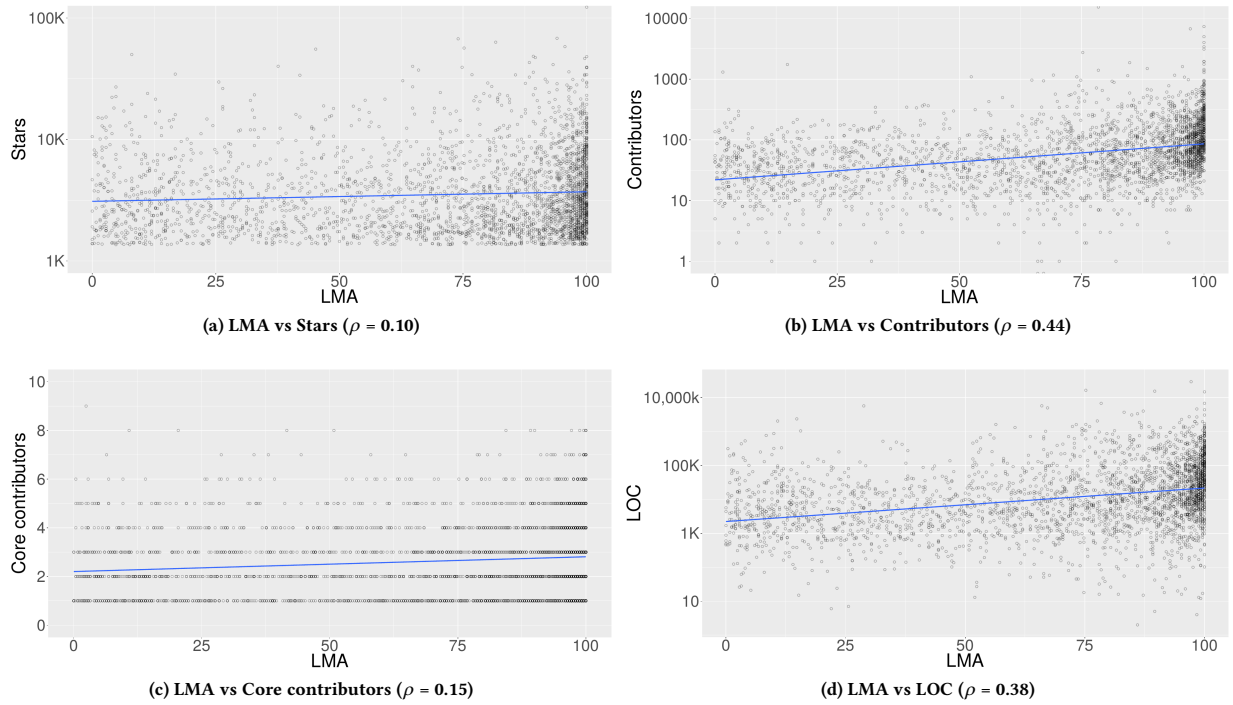 100K
10K
1K
Stars
0 25 50 75 100
LMA
(a) LMA vs Stars (ρ = 0.10)
10000
1000
100
10
1
Contributors
0 25 50 75 100
LMA
(b) LMA vs Contributors (ρ = 0.44)
10
8
6
4
2
0
Core contributors
0 25 50 75 100
LMA
(c) LMA vs Core contributors (ρ = 0.15)
10,000k
100K
1K
10
LOC
0 25 50 75 100
LMA
(d) LMA vs LOC (ρ = 0.38)